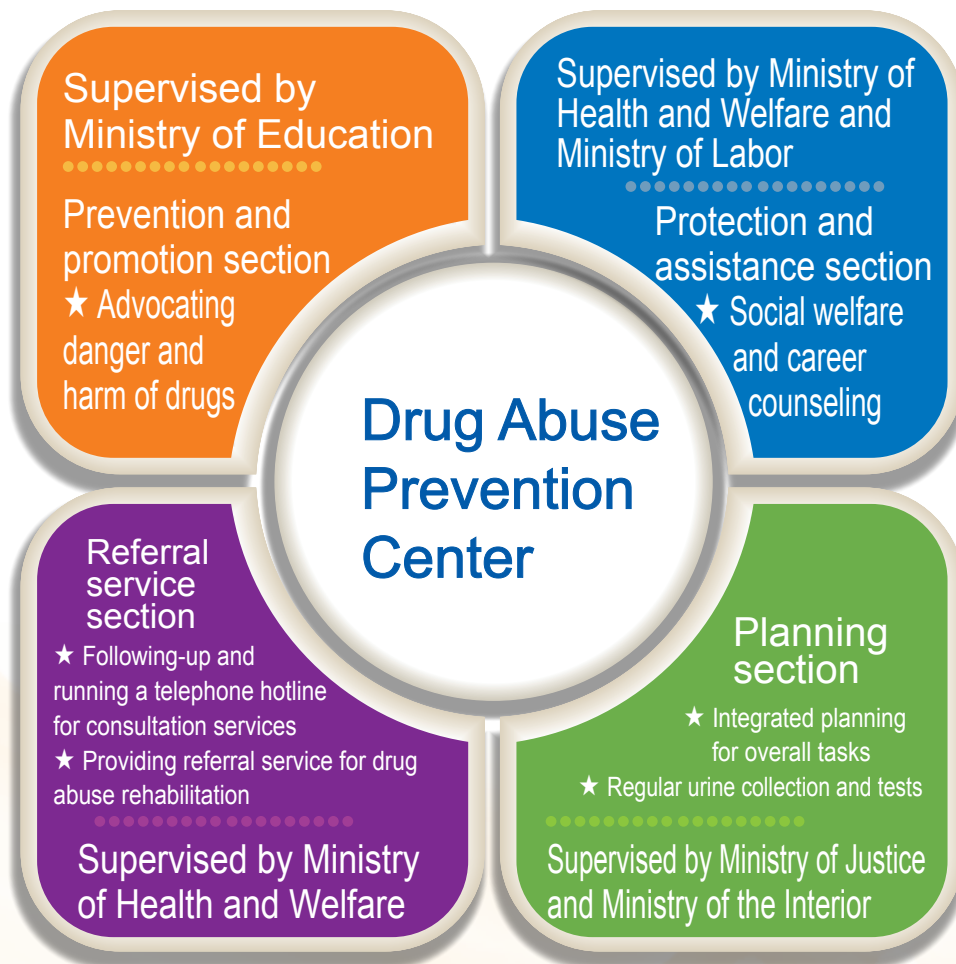 Supervised by
Ministry of Education
Prevention and
promotion section
★ Advocating
danger and
harm of drugs
Supervised by Ministry of
Health and Welfare and
Ministry of Labor
Protection and
assistance section
★ Social welfare
and career
counseling
Drug Abuse
Prevention
Center
Referral
service
section
★ Following-up and
running a telephone hotline
for consultation services
★ Providing referral service for drug
abuse rehabilitation
Supervised by Ministry
of Health and Welfare
Planning
section
★ Integrated planning
for overall tasks
★ Regular urine collection and tests
Supervised by Ministry of Justice
and Ministry of the Interior